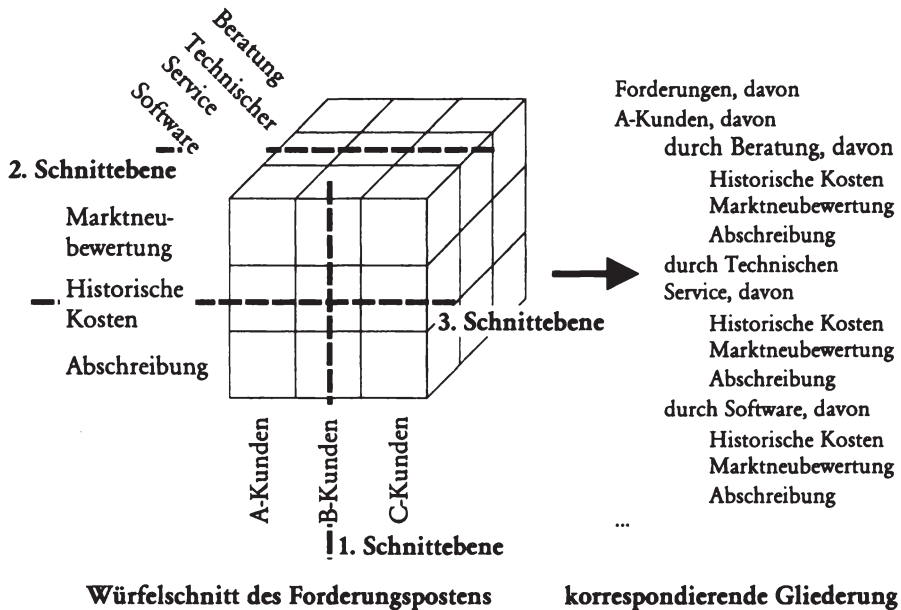 Beratung
Technischer
Service
Software
2. Schnittebene
Marktneu-
bewertung
Historische
Kosten
Abschreibung
3. Schnittebene
A-Kunden
B-Kunden
C-Kunden
1. Schnittebene
Würfelschnitt des Forderungspostens
Forderungen, davon
A-Kunden, davon
durch Beratung, davon
Historische Kosten
Marktneubewertung
Abschreibung
durch Technischen
Service, davon
Historische Kosten
Marktneubewertung
Abschreibung
durch Software, davon
Historische Kosten
Marktneubewertung
Abschreibung
...
korrespondierende Gliederung